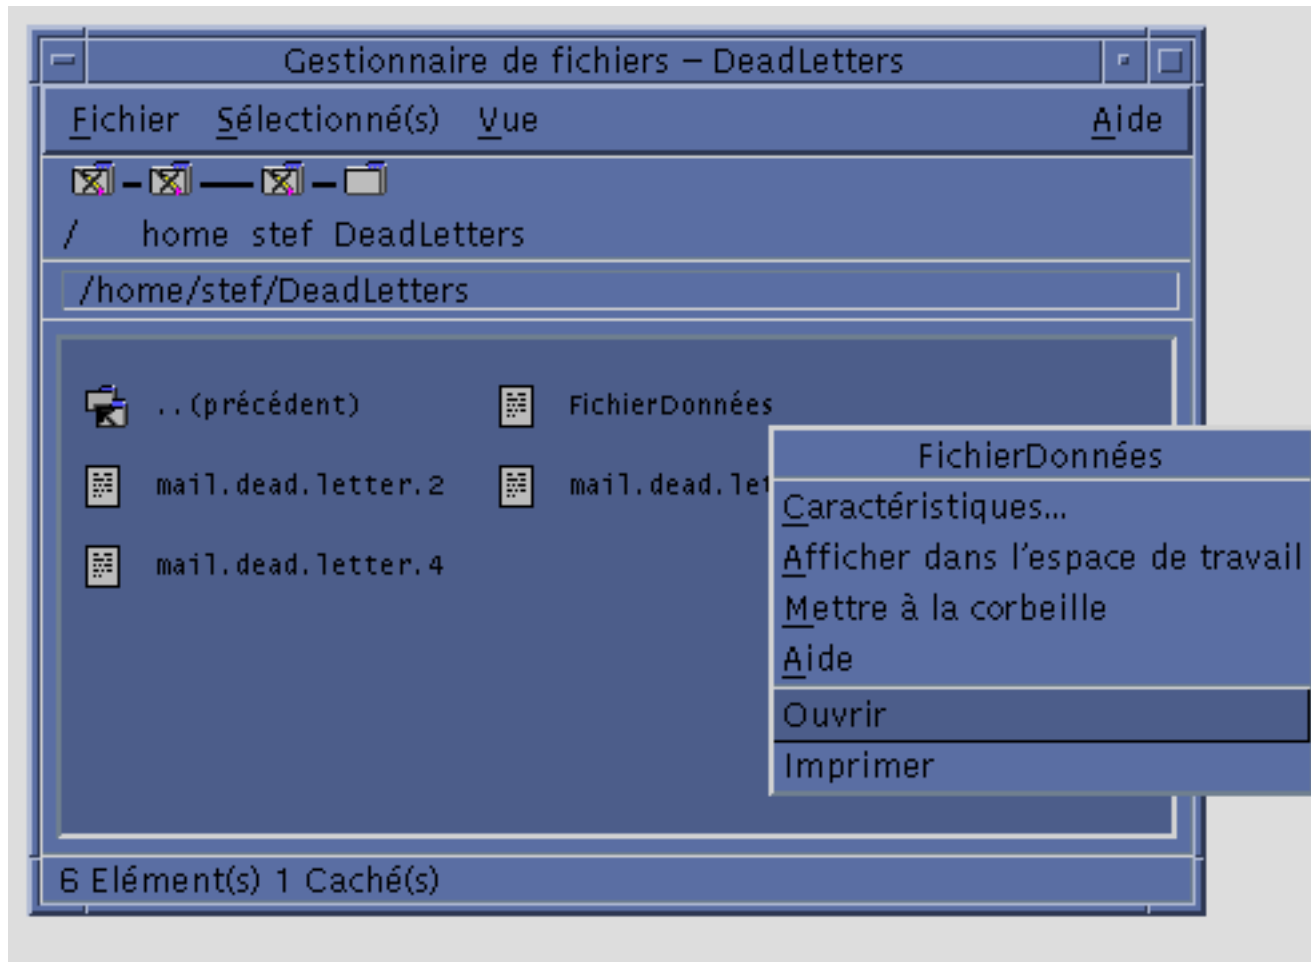 Gestionnaire de fichiers – DeadLetters
Fichier Sélectionné(s) Vue Aide
/ home stef DeadLetters
/home/stef/DeadLetters
..(précédent) FichierDonnées
mail.dead.letter.2 mail.dead.let
mail.dead.letter.4
FichierDonnées
Caractéristiques...
Afficher dans l'espace de travail
Mettre à la corbeille
Aide
Ouvrir
Imprimer
6 Elément(s) 1 Caché(s)